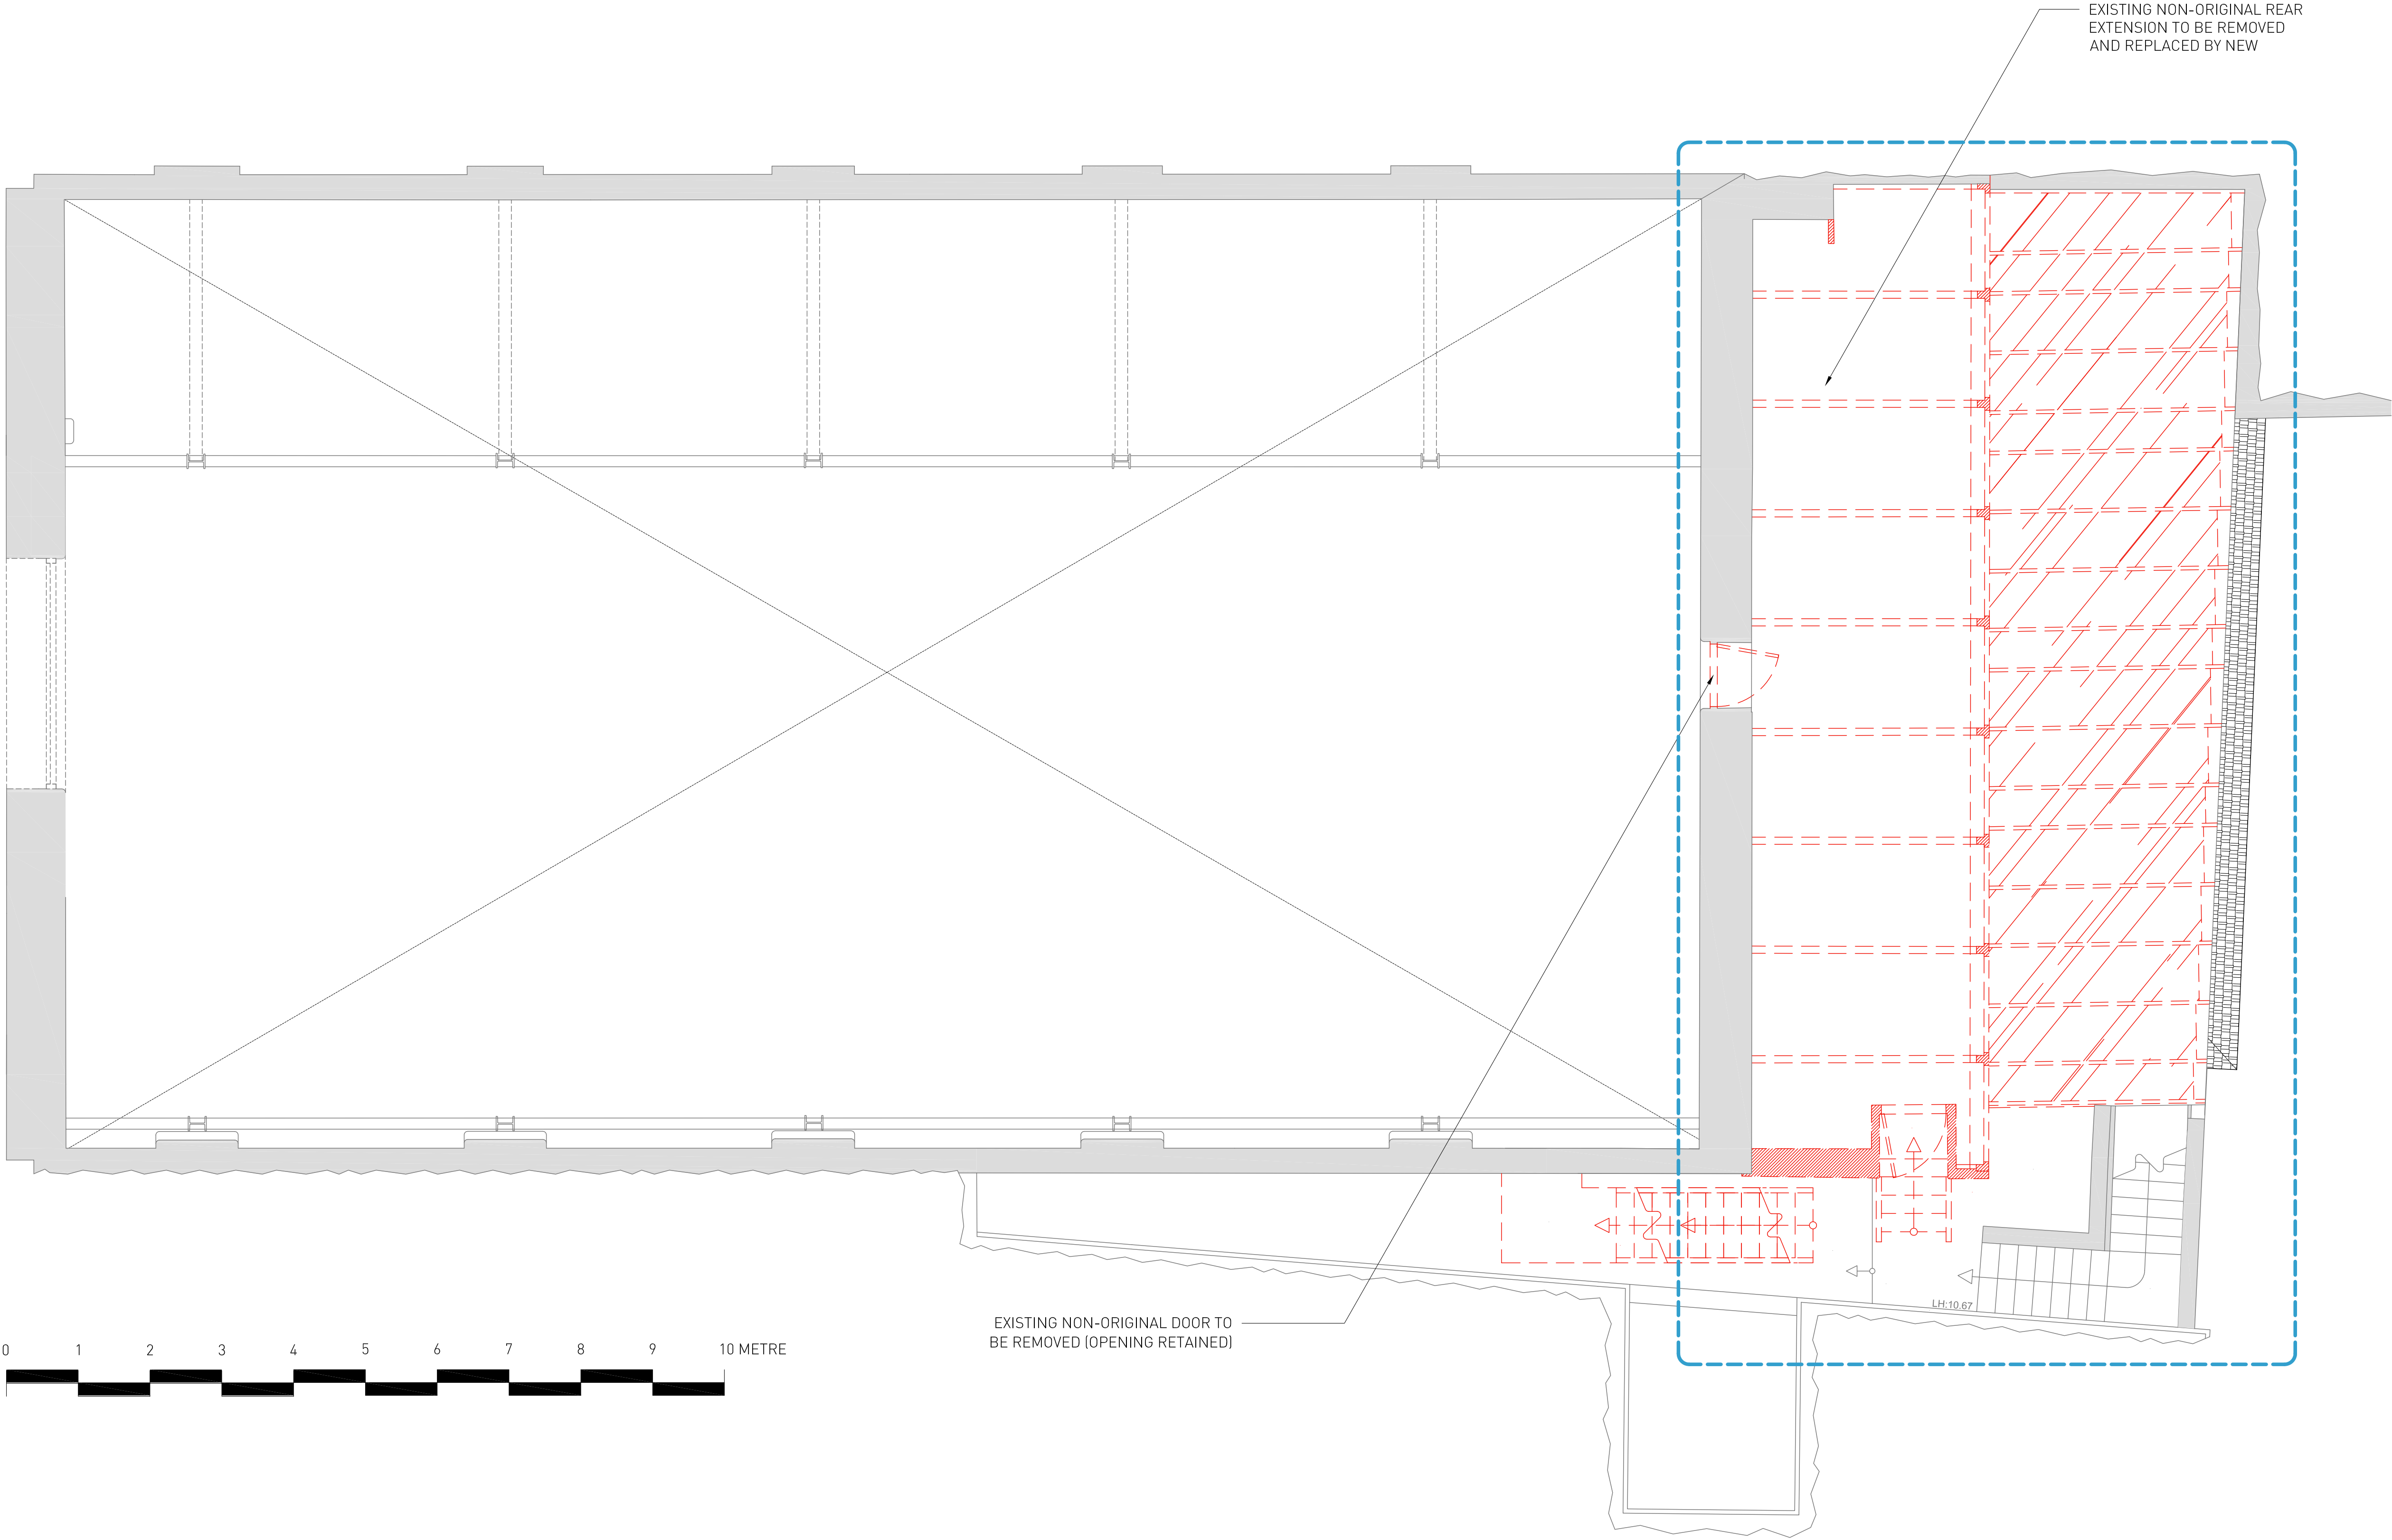 EXISTING NON-ORIGINAL REAR
EXTENSION TO BE REMOVED
AND REPLACED BY NEW
EXISTING NON-ORIGINAL DOOR TO
BE REMOVED (OPENING RETAINED)
LH:10.67
0 1 2 3 4 5 6 7 8 9 10 METRE